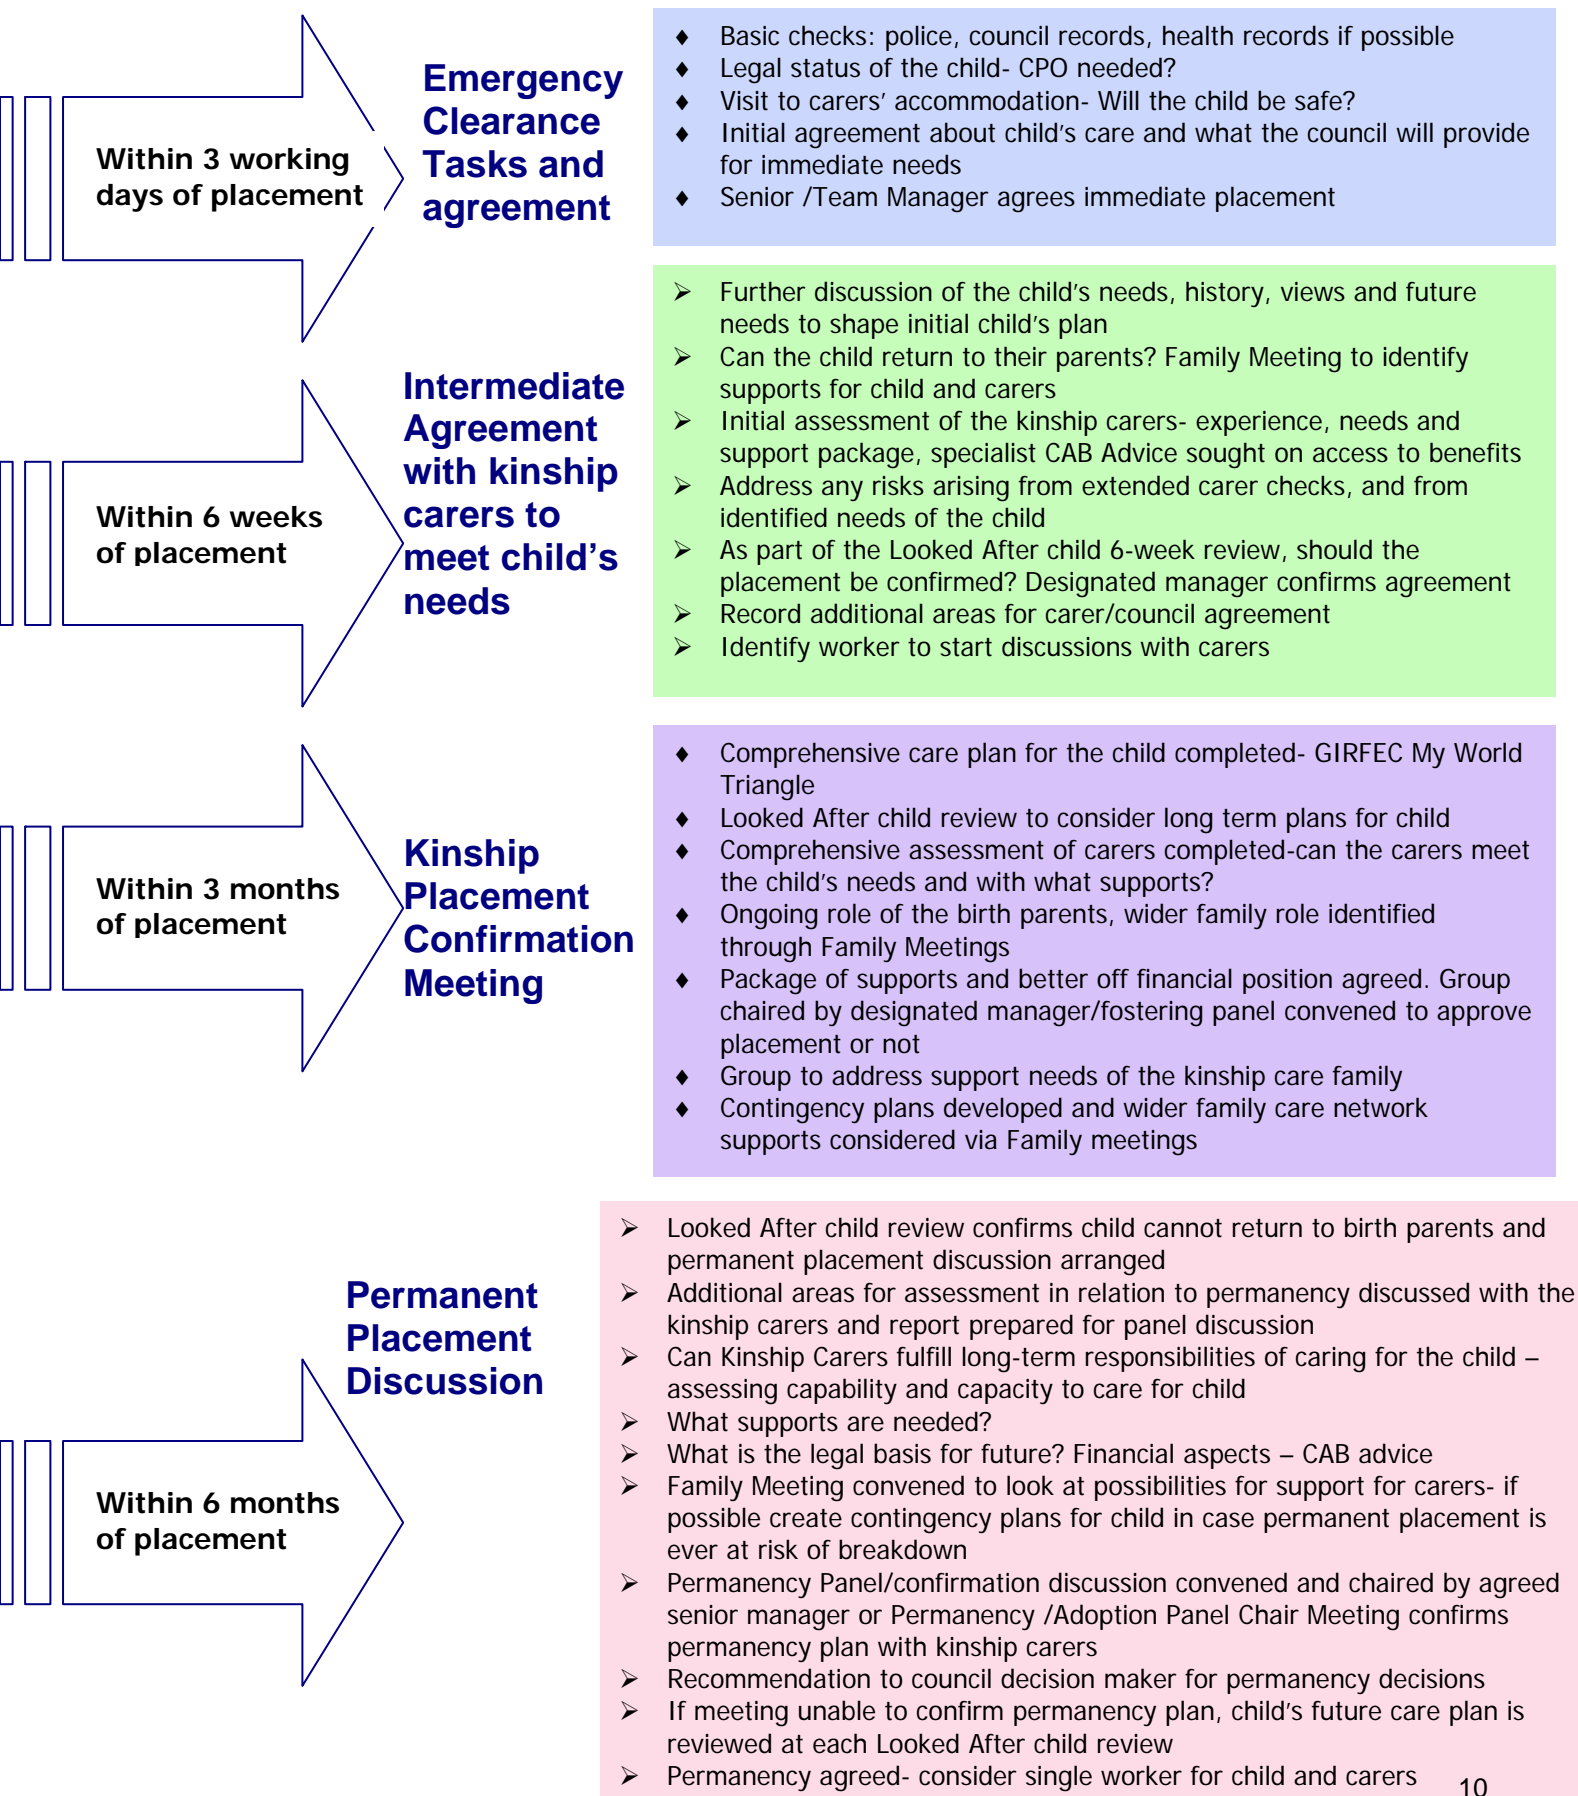 Within 3 working
days of placement
Emergency
Clearance
Tasks and
agreement
♦ Basic checks: police, council records, health records if possible
♦ Legal status of the child- CPO needed?
♦ Visit to carers’ accommodation- Will the child be safe?
♦ Initial agreement about child’s care and what the council will provide
for immediate needs
♦ Senior /Team Manager agrees immediate placement
Within 6 weeks
of placement
Intermediate
Agreement
with kinship
carers to
meet child’s
needs
➢ Further discussion of the child’s needs, history, views and future
needs to shape initial child’s plan
➢ Can the child return to their parents? Family Meeting to identify
supports for child and carers
➢ Initial assessment of the kinship carers- experience, needs and
support package, specialist CAB Advice sought on access to benefits
➢ Address any risks arising from extended carer checks, and from
identified needs of the child
➢ As part of the Looked After child 6-week review, should the
placement be confirmed? Designated manager confirms agreement
➢ Record additional areas for carer/council agreement
➢ Identify worker to start discussions with carers
Within 3 months
of placement
Kinship
Placement
Confirmation
Meeting
♦ Comprehensive care plan for the child completed- GIRFEC My World
Triangle
♦ Looked After child review to consider long term plans for child
♦ Comprehensive assessment of carers completed-can the carers meet
the child’s needs and with what supports?
♦ Ongoing role of the birth parents, wider family role identified
through Family Meetings
♦ Package of supports and better off financial position agreed. Group
chaired by designated manager/fostering panel convened to approve
placement or not
♦ Group to address support needs of the kinship care family
♦ Contingency plans developed and wider family care network
supports considered via Family meetings
Within 6 months
of placement
Permanent
Placement
Discussion
➢ Looked After child review confirms child cannot return to birth parents and
permanent placement discussion arranged
➢ Additional areas for assessment in relation to permanency discussed with the
kinship carers and report prepared for panel discussion
➢ Can Kinship Carers fulfill long-term responsibilities of caring for the child –
assessing capability and capacity to care for child
➢ What supports are needed?
➢ What is the legal basis for future? Financial aspects – CAB advice
➢ Family Meeting convened to look at possibilities for support for carers- if
possible create contingency plans for child in case permanent placement is
ever at risk of breakdown
➢ Permanency Panel/confirmation discussion convened and chaired by agreed
senior manager or Permanency /Adoption Panel Chair Meeting confirms
permanency plan with kinship carers
➢ Recommendation to council decision maker for permanency decisions
➢ If meeting unable to confirm permanency plan, child’s future care plan is
reviewed at each Looked After child review
➢ Permanency agreed- consider single worker for child and carers
10